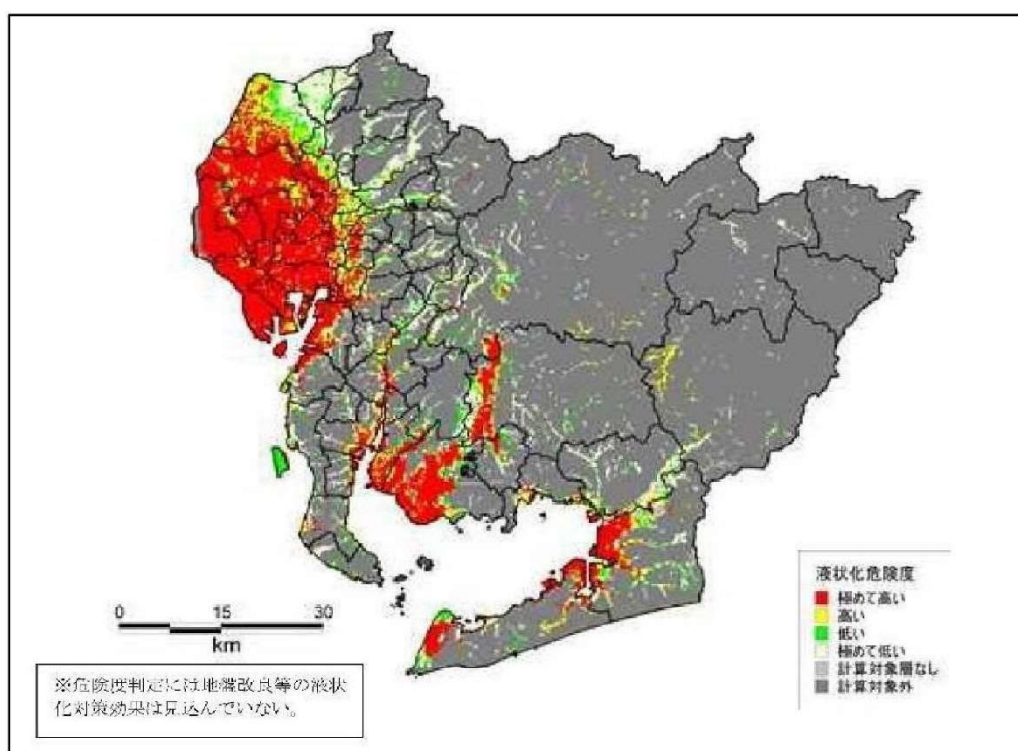 0 15 30
km
※危険度判定には地盤改良等の液状
化対策効果は見込んでいない。
液状化危険度
極めて高い
高い
低い
極めて低い
計算対象層なし
計算対象外